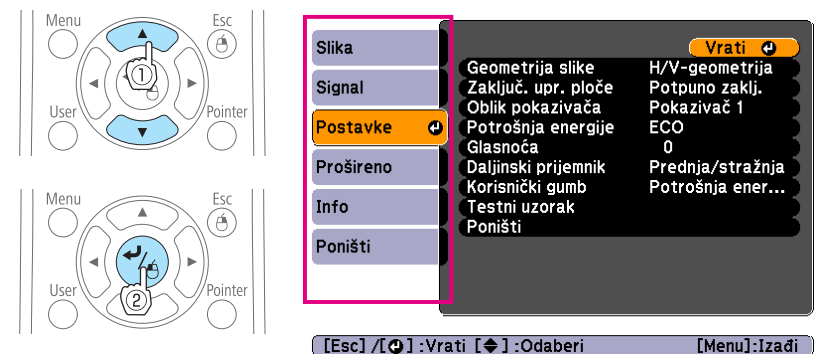 Menu
Esc
①
User
Pointer
Menu
Esc
User
②
Pointer
Slika
Signal
Postavke
Prošireno
Info
Poništi
Vrati
Geometrija slike H/V-geometrija
Zaključ. upr. ploče Potpuno zaklj.
Oblik pokazivača Pokazivač 1
Potrošnja energije ECO
Glasnoća 0
Daljinski prijemnik Prednja/stražnja
Korisnički gumb Potrošnja ener...
Testni uzorak
Poništi
[Esc] /[⏎] :Vrati [◆] :Odaberi [Menu]:Izađi